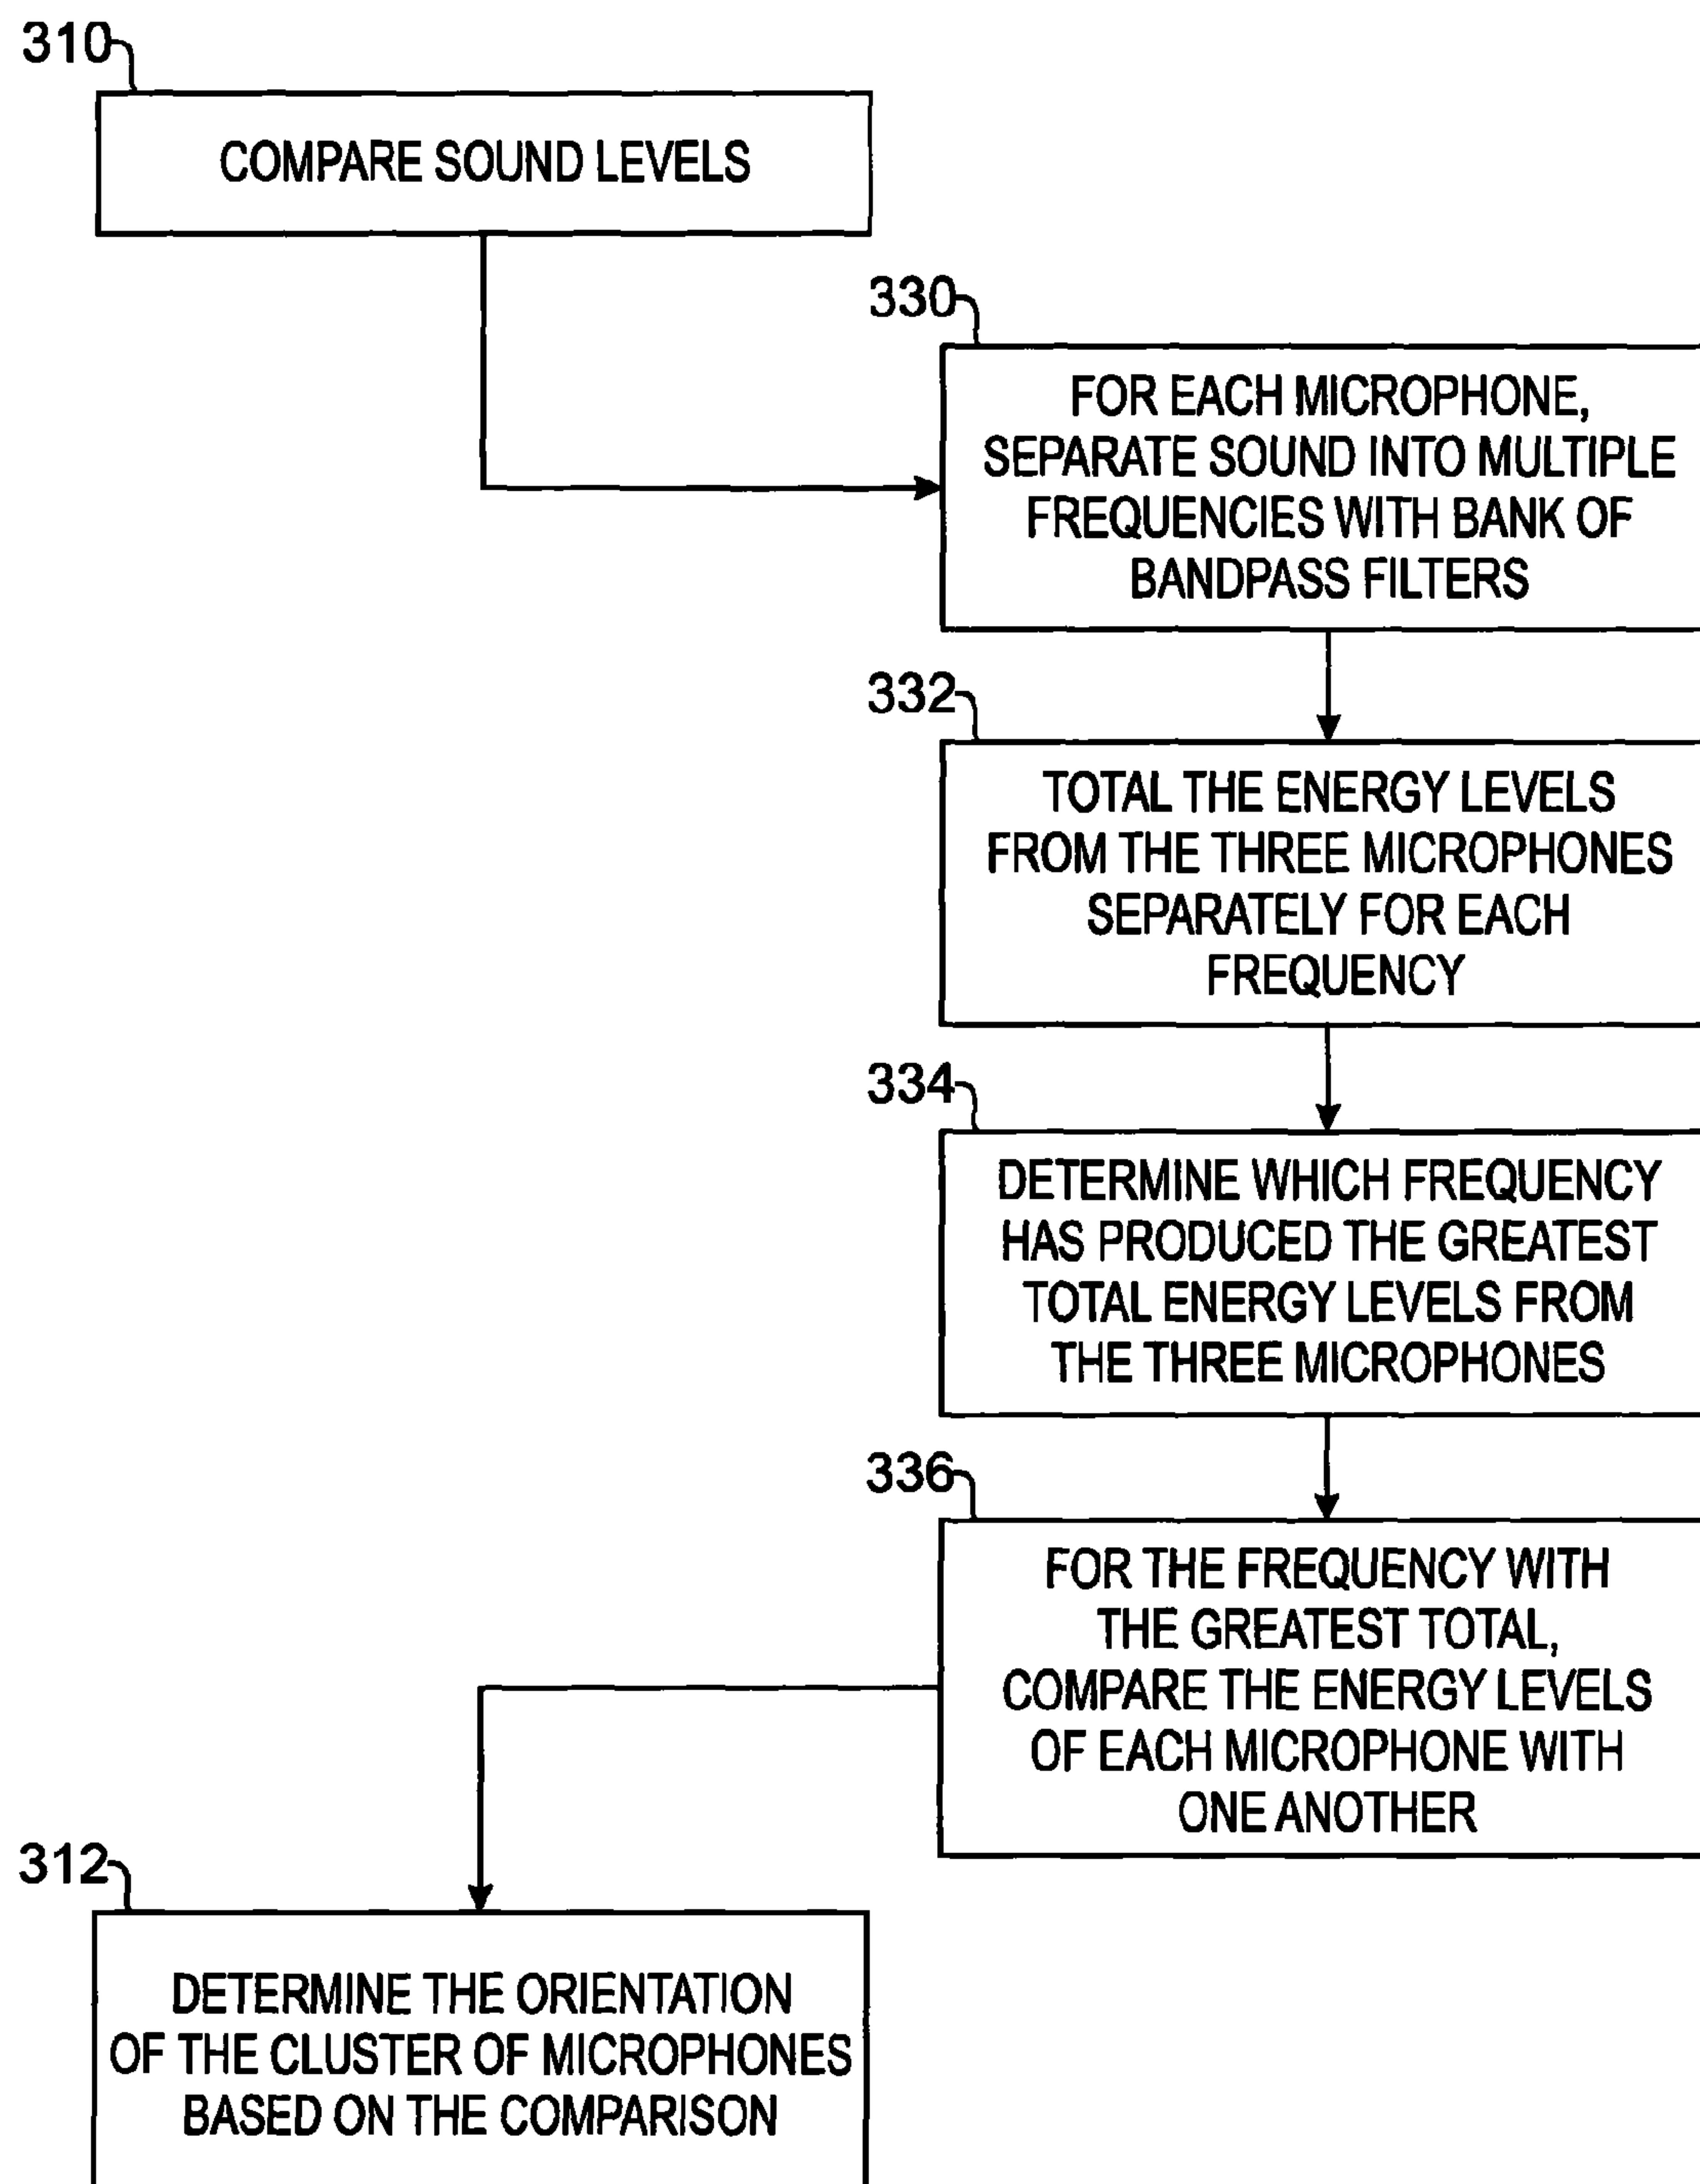 310
COMPARE SOUND LEVELS
330
FOR EACH MICROPHONE,
SEPARATE SOUND INTO MULTIPLE
FREQUENCIES WITH BANK OF
BANDPASS FILTERS
332
TOTAL THE ENERGY LEVELS
FROM THE THREE MICROPHONES
SEPARATELY FOR EACH
FREQUENCY
334
DETERMINE WHICH FREQUENCY
HAS PRODUCED THE GREATEST
TOTAL ENERGY LEVELS FROM
THE THREE MICROPHONES
336
FOR THE FREQUENCY WITH
THE GREATEST TOTAL,
COMPARE THE ENERGY LEVELS
OF EACH MICROPHONE WITH
ONE ANOTHER
312
DETERMINE THE ORIENTATION
OF THE CLUSTER OF MICROPHONES
BASED ON THE COMPARISON